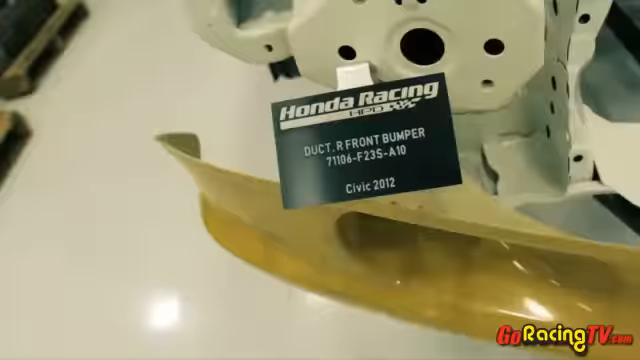 Honda Racing
HPD
DUCT. R FRONT BUMPER
71106-F23S-A10
Civic 2012
GoRacingTV.com